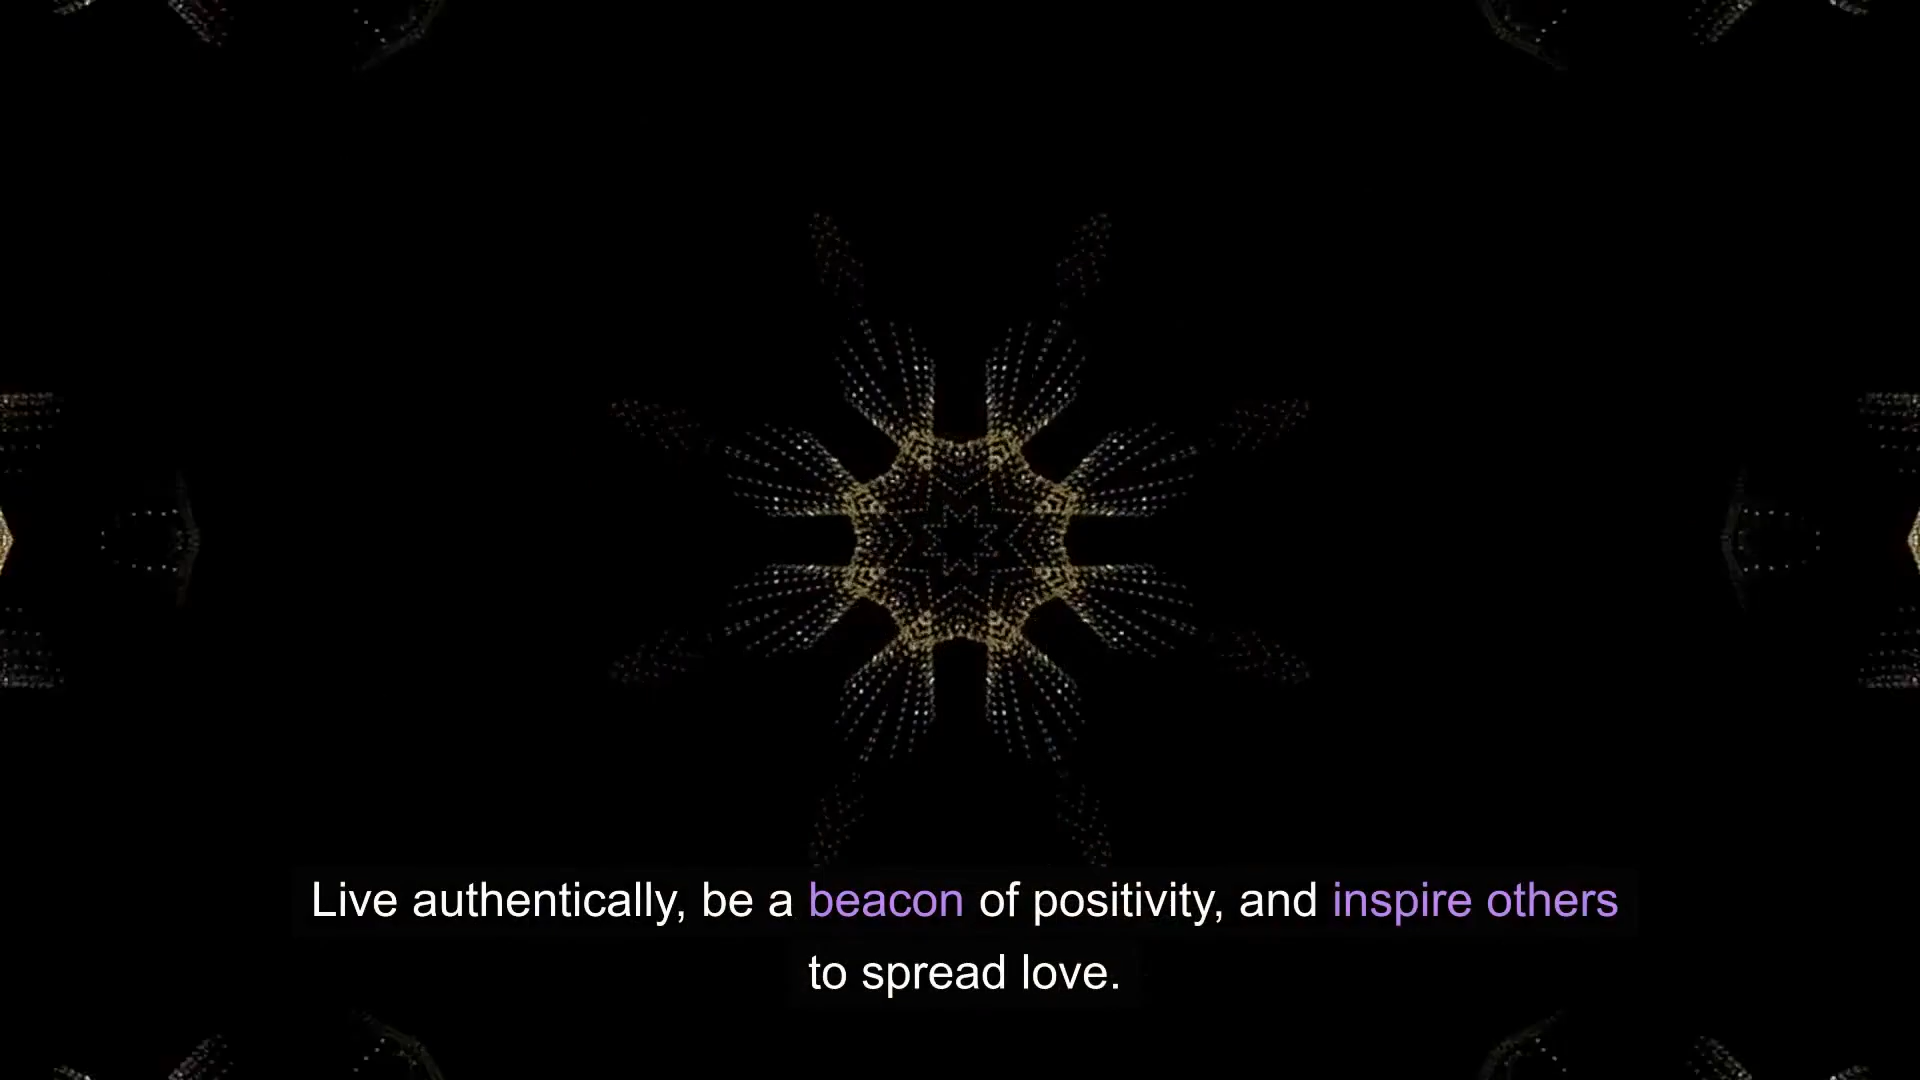 Live authentically, be a beacon of positivity, and inspire others
to spread love.